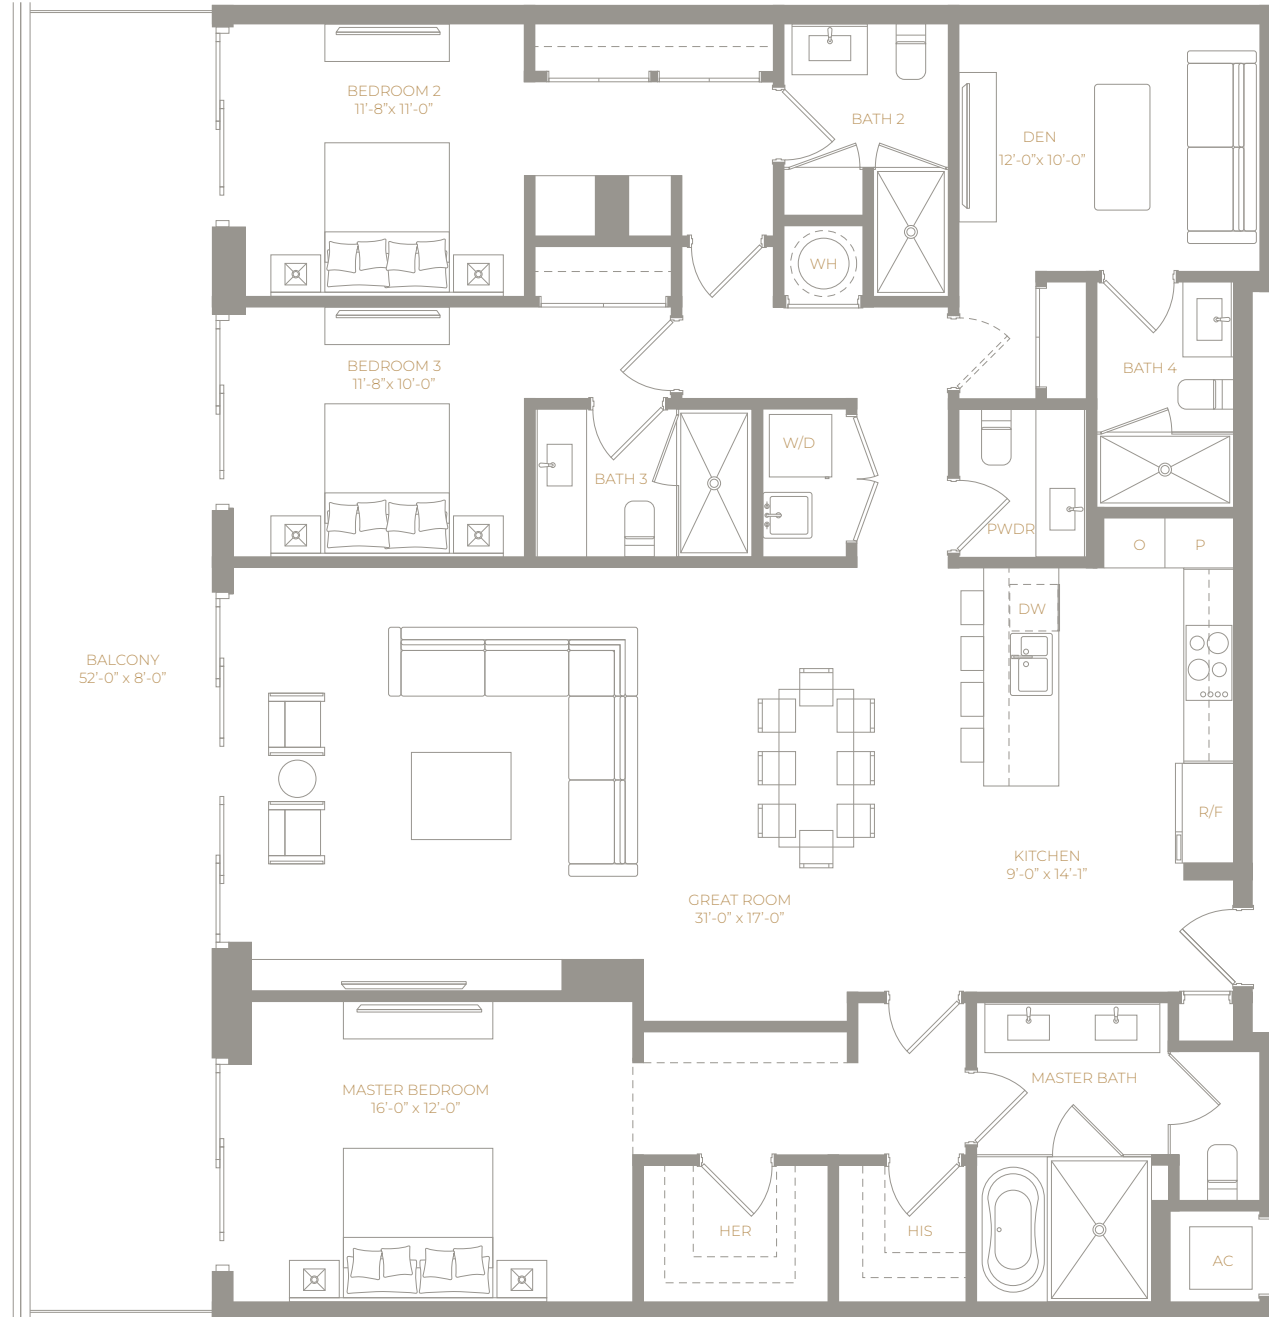 BEDROOM 2
11'-8"x 11'-0"
BATH 2
DEN
12'-0"x 10'-0"
WH
BEDROOM 3
11'-8"x 10'-0"
BATH 4
W/D
BATH 3
PWDR
O
P
DW
BALCONY
52'-0" x 8'-0"
R/F
KITCHEN
9'-0" x 14'-1"
GREAT ROOM
31'-0" x 17'-0"
MASTER BEDROOM
16'-0" x 12'-0"
MASTER BATH
HER
HIS
AC